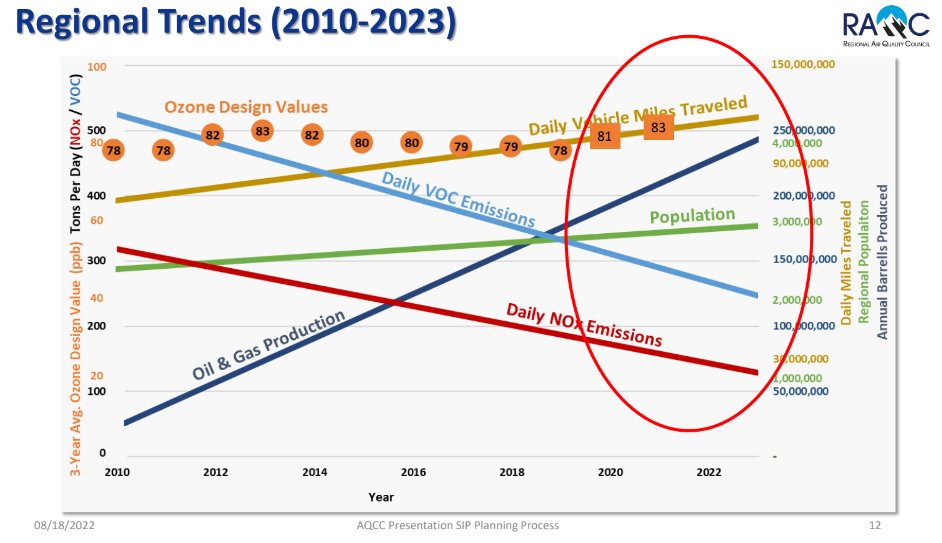 Regional Trends (2010-2023)
RAQC
REGIONAL AIR QUALITY COUNCIL
3-Year Avg. Ozone Design Value (ppb) Tons Per Day (NOx / VOC)
100
500
80
400
60
300
40
200
20
100
0
Ozone Design Values
78
78
82
83
82
80
80
79
79
78
81
83
Daily Vehicle Miles Traveled
Daily VOC Emissions
Population
Daily NOx Emissions
Oil & Gas Production
150,000,000
250,000,000
4,000,000
90,000,000
200,000,000
3,000,000
150,000,000
2,000,000
100,000,000
30,000,000
1,000,000
50,000,000
-
Daily Miles Traveled
Regional Populaiton
Annual Barrells Produced
2010 2012 2014 2016 2018 2020 2022
Year
08/18/2022 AQCC Presentation SIP Planning Process 12